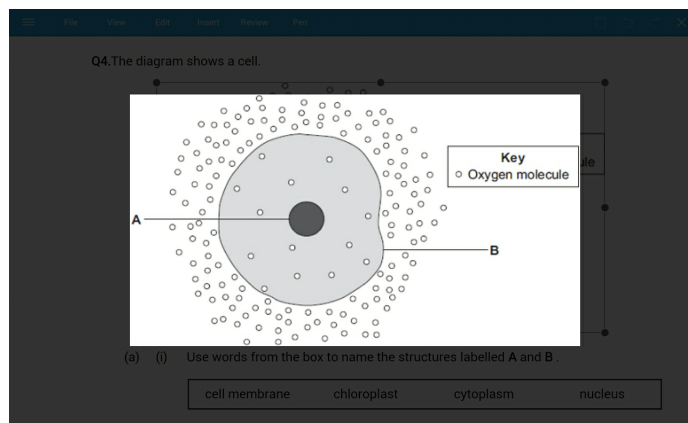 File View Edit Insert Review Pen
Q4.The diagram shows a cell.
Key
Oxygen molecule
ule
A
B
(a) (i) Use words from the box to name the structures labelled A and B .
cell membrane chloroplast cytoplasm nucleus